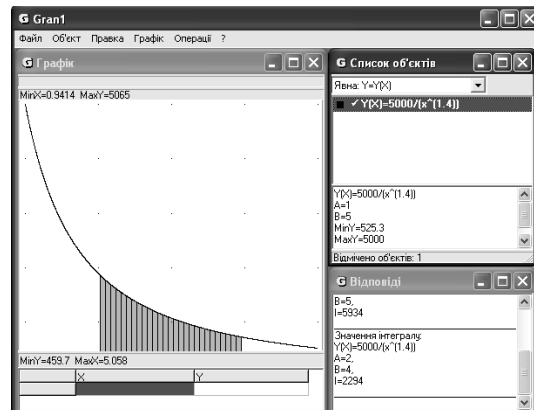 Gran1
Файл Об'єкт Правка Графік Операції ?
Графік
MinX=0.9414 MaxY=5065
MinY=459.7 MaxX=5.058
X Y
Список об'єктів
Явна: Y=Y(X)
Y(X)=5000/(x^(1.4))
Y(X)=5000/(x^(1.4))
A=1
B=5
MinY=525.3
MaxY=5000
Відмічено об'єктів: 1
Відповіді
B=5,
I=5934
Значення інтегралу:
Y(X)=5000/(x^(1.4))
A=2,
B=4,
I=2294